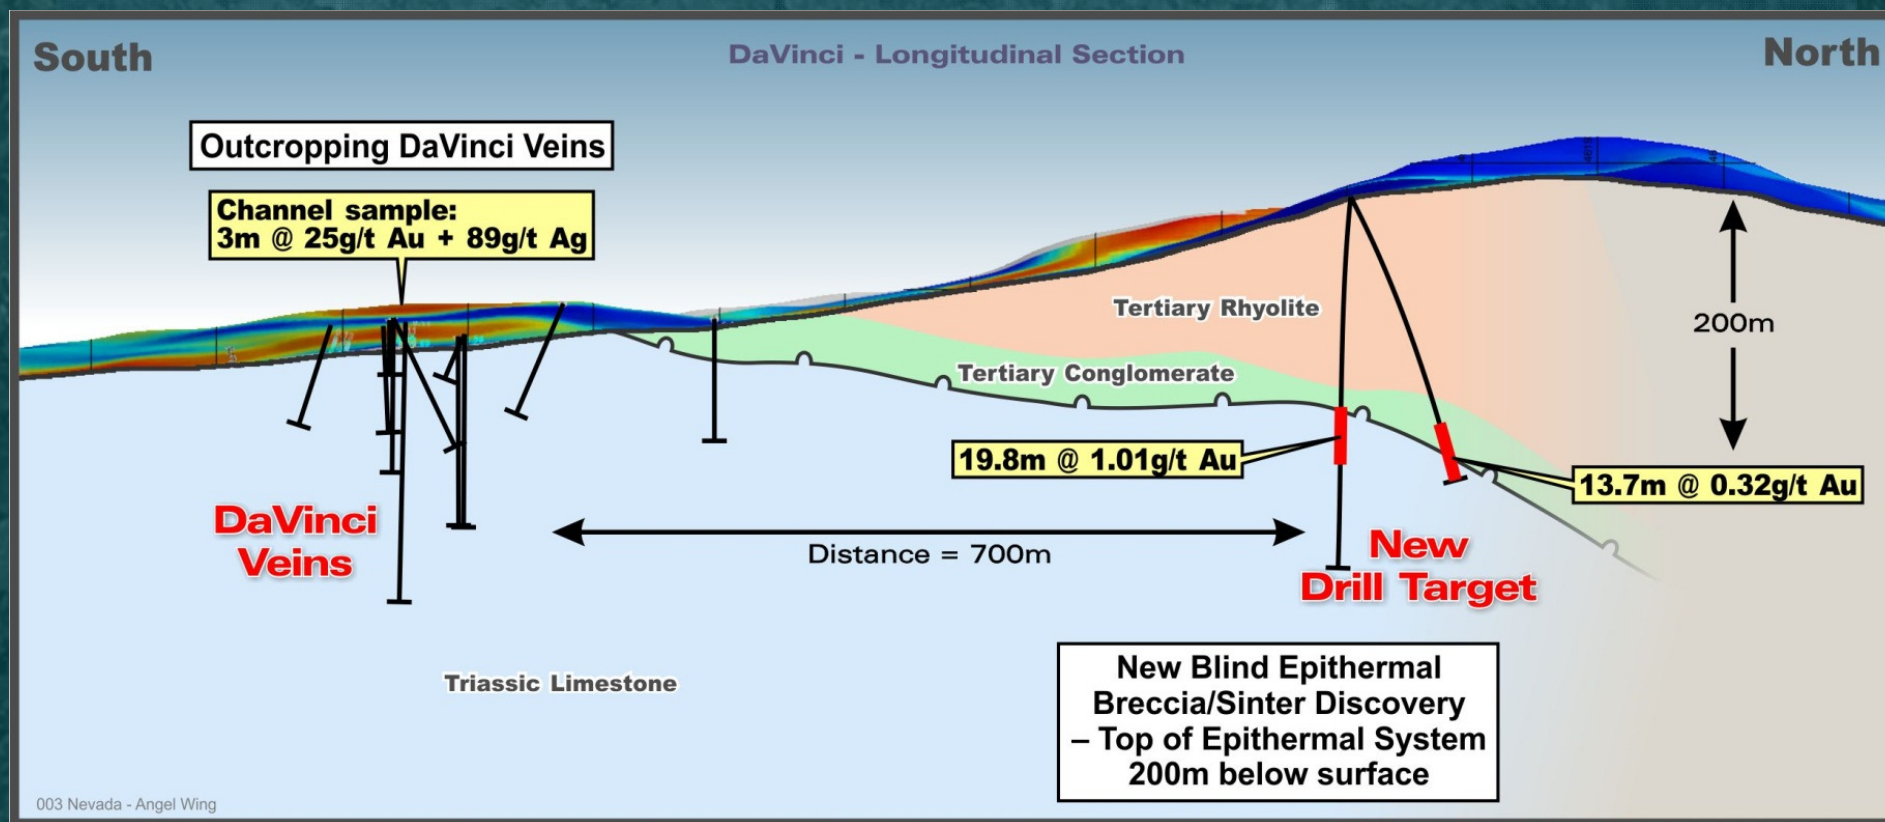 South
DaVinci - Longitudinal Section
North
Outcropping DaVinci Veins
Channel sample:
3m @ 25g/t Au + 89g/t Ag
Tertiary Rhyolite
200m
Tertiary Conglomerate
19.8m @ 1.01g/t Au
13.7m @ 0.32g/t Au
DaVinci
Veins
Distance = 700m
New
Drill Target
Triassic Limestone
New Blind Epithermal
Breccia/Sinter Discovery
– Top of Epithermal System
200m below surface
003 Nevada - Angel Wing